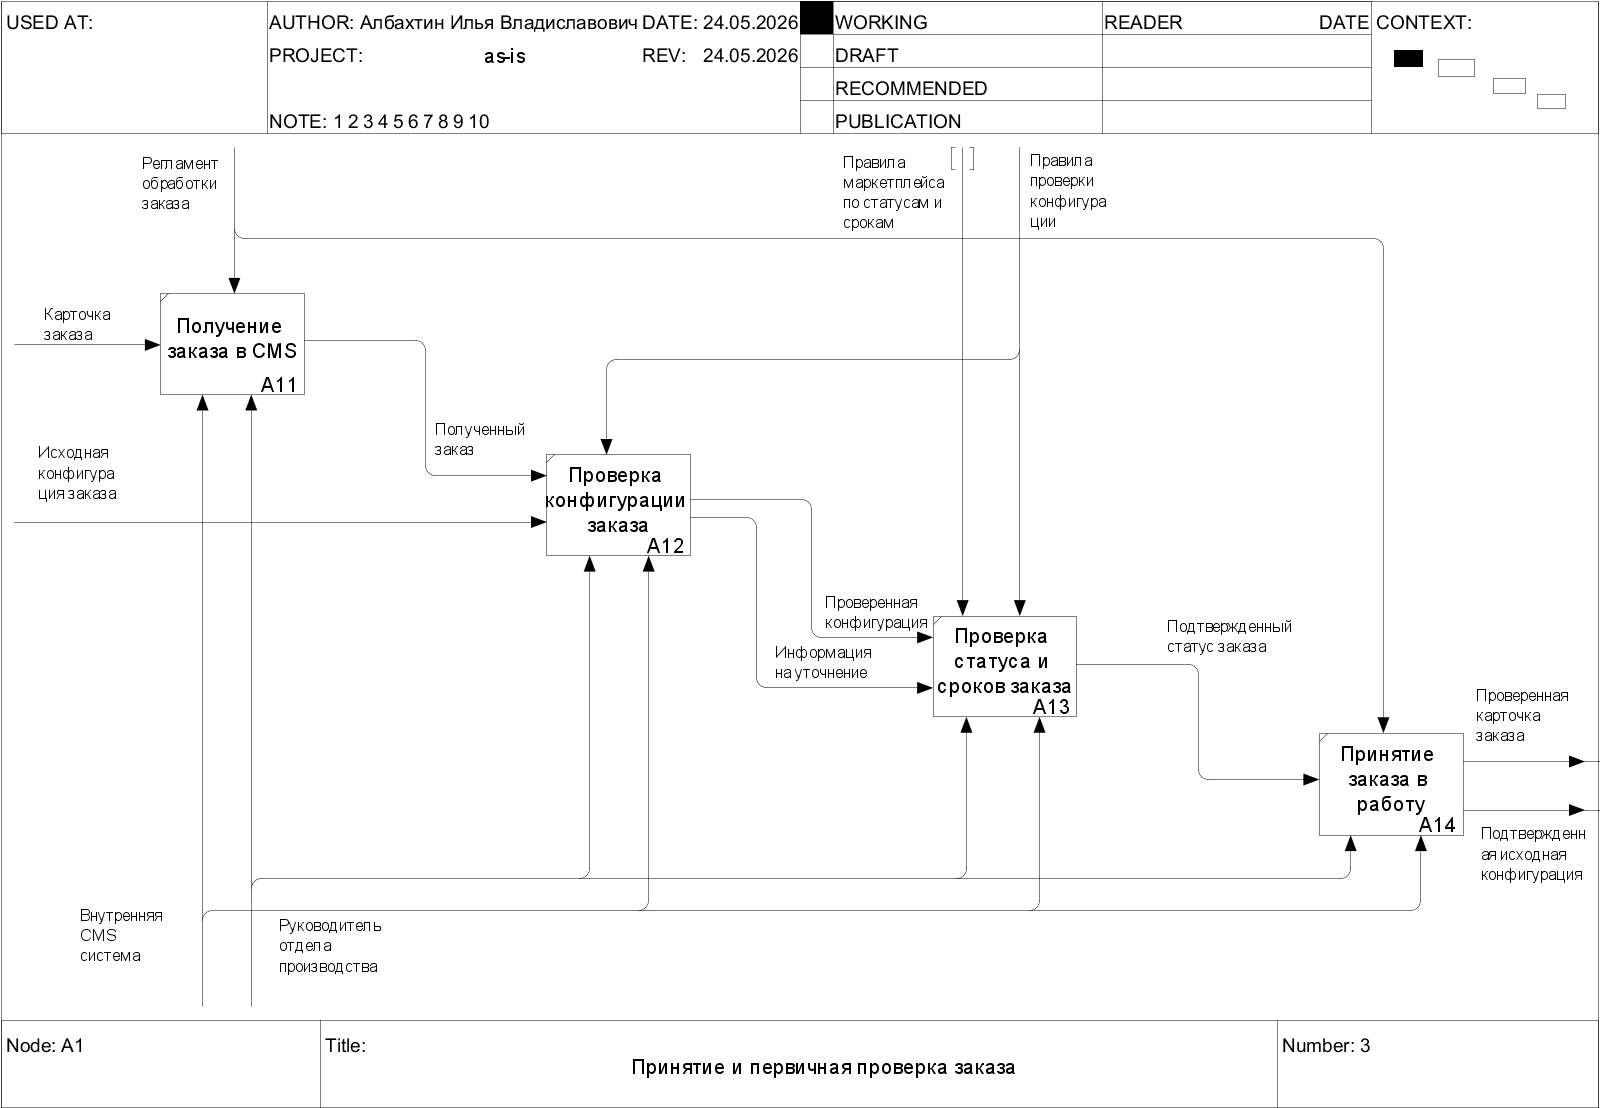 USED AT:
AUTHOR: Албахтин Илья Владиславович
DATE: 24.05.2026
PROJECT: as-is
REV: 24.05.2026
NOTE: 1 2 3 4 5 6 7 8 9 10
WORKING
DRAFT
RECOMMENDED
PUBLICATION
READER
DATE
CONTEXT:
Регламент
обработки
заказа
Правила
маркетплейса
по статусам и
срокам
Правила
проверки
конфигура
ции
Карточка
заказа
Получение
заказа в CMS
A11
Полученный
заказ
Исходная
конфигура
ция заказа
Проверка
конфигурации
заказа
A12
Проверенная
конфигурация
Информация
на уточнение
Проверка
статуса и
сроков заказа
A13
Подтвержденный
статус заказа
Принятие
заказа в
работу
A14
Проверенная
карточка
заказа
Подтвержденн
ая исходная
конфигурация
Внутренняя
CMS
система
Руководитель
отдела
производства
Node: A1
Title:
Принятие и первичная проверка заказа
Number: 3